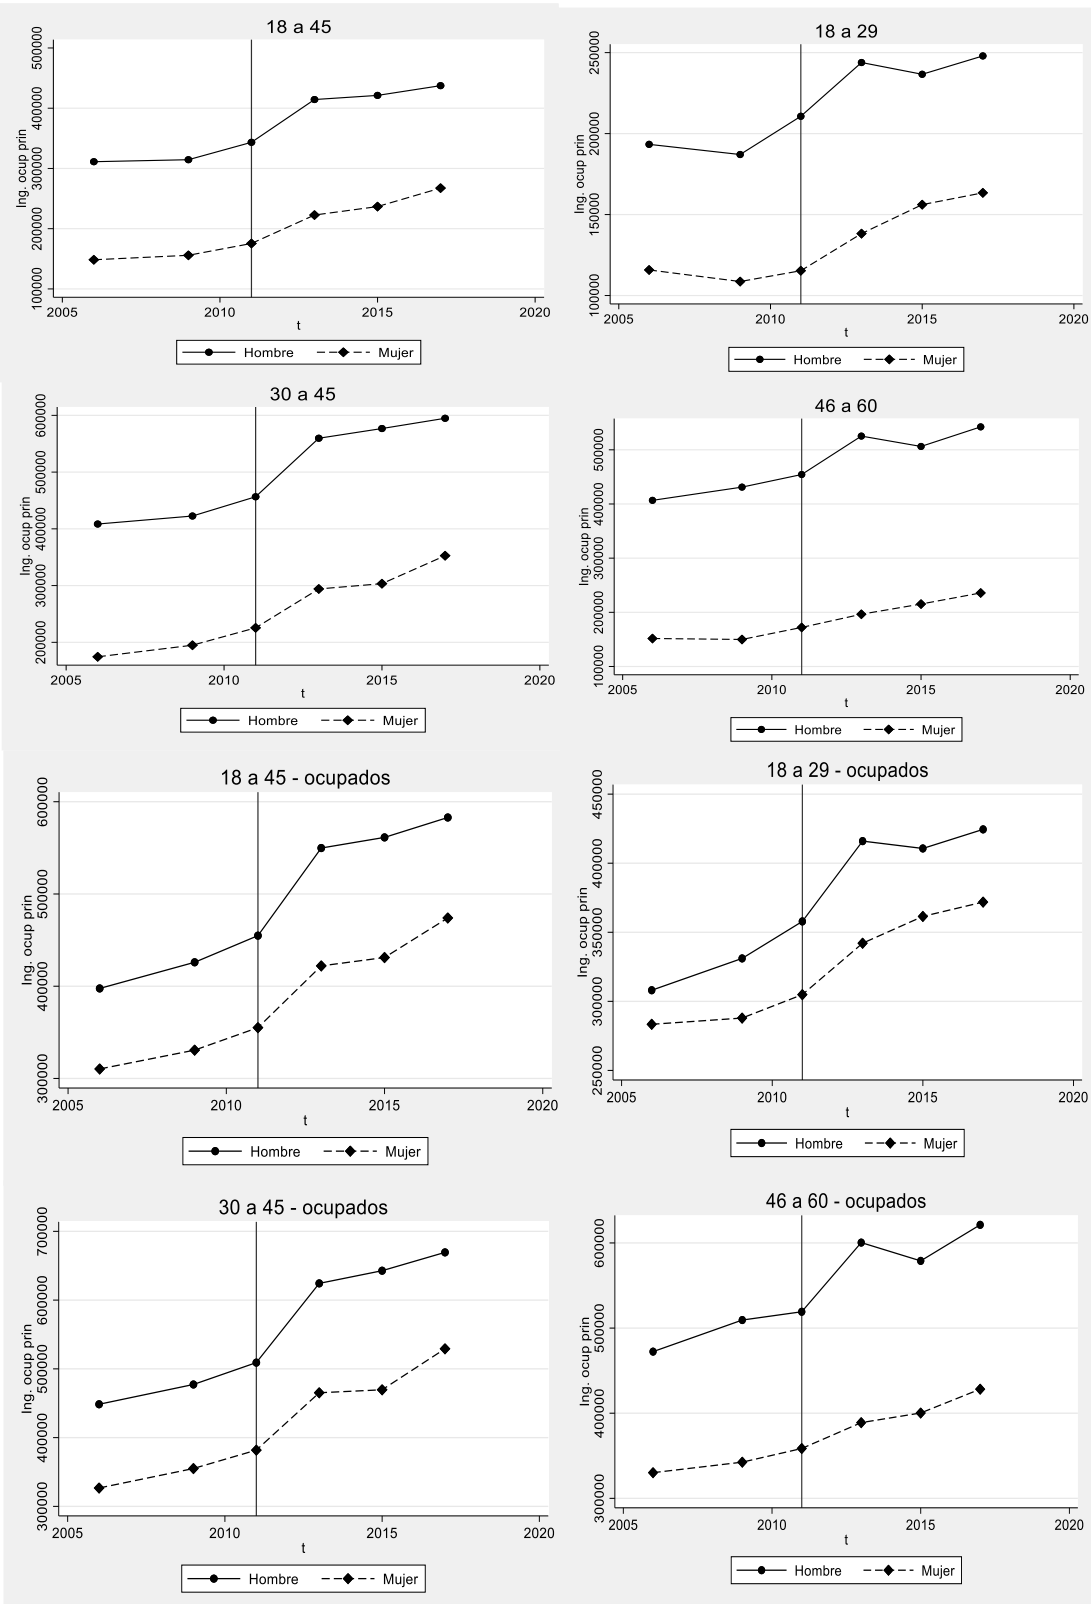 18 a 45
Ing. ocup prin
500000
400000
300000
200000
100000
2005 2010 2015 2020
t
Hombre Mujer
18 a 29
Ing. ocup prin
250000
200000
150000
100000
2005 2010 2015 2020
t
Hombre Mujer
30 a 45
Ing. ocup prin
600000
500000
400000
300000
200000
2005 2010 2015 2020
t
Hombre Mujer
46 a 60
Ing. ocup prin
500000
400000
300000
200000
100000
2005 2010 2015 2020
t
Hombre Mujer
18 a 45 - ocupados
Ing. ocup prin
600000
500000
400000
300000
2005 2010 2015 2020
t
Hombre Mujer
18 a 29 - ocupados
Ing. ocup prin
450000
400000
350000
300000
250000
2005 2010 2015 2020
t
Hombre Mujer
30 a 45 - ocupados
Ing. ocup prin
700000
600000
500000
400000
300000
2005 2010 2015 2020
t
Hombre Mujer
46 a 60 - ocupados
Ing. ocup prin
600000
500000
400000
300000
2005 2010 2015 2020
t
Hombre Mujer